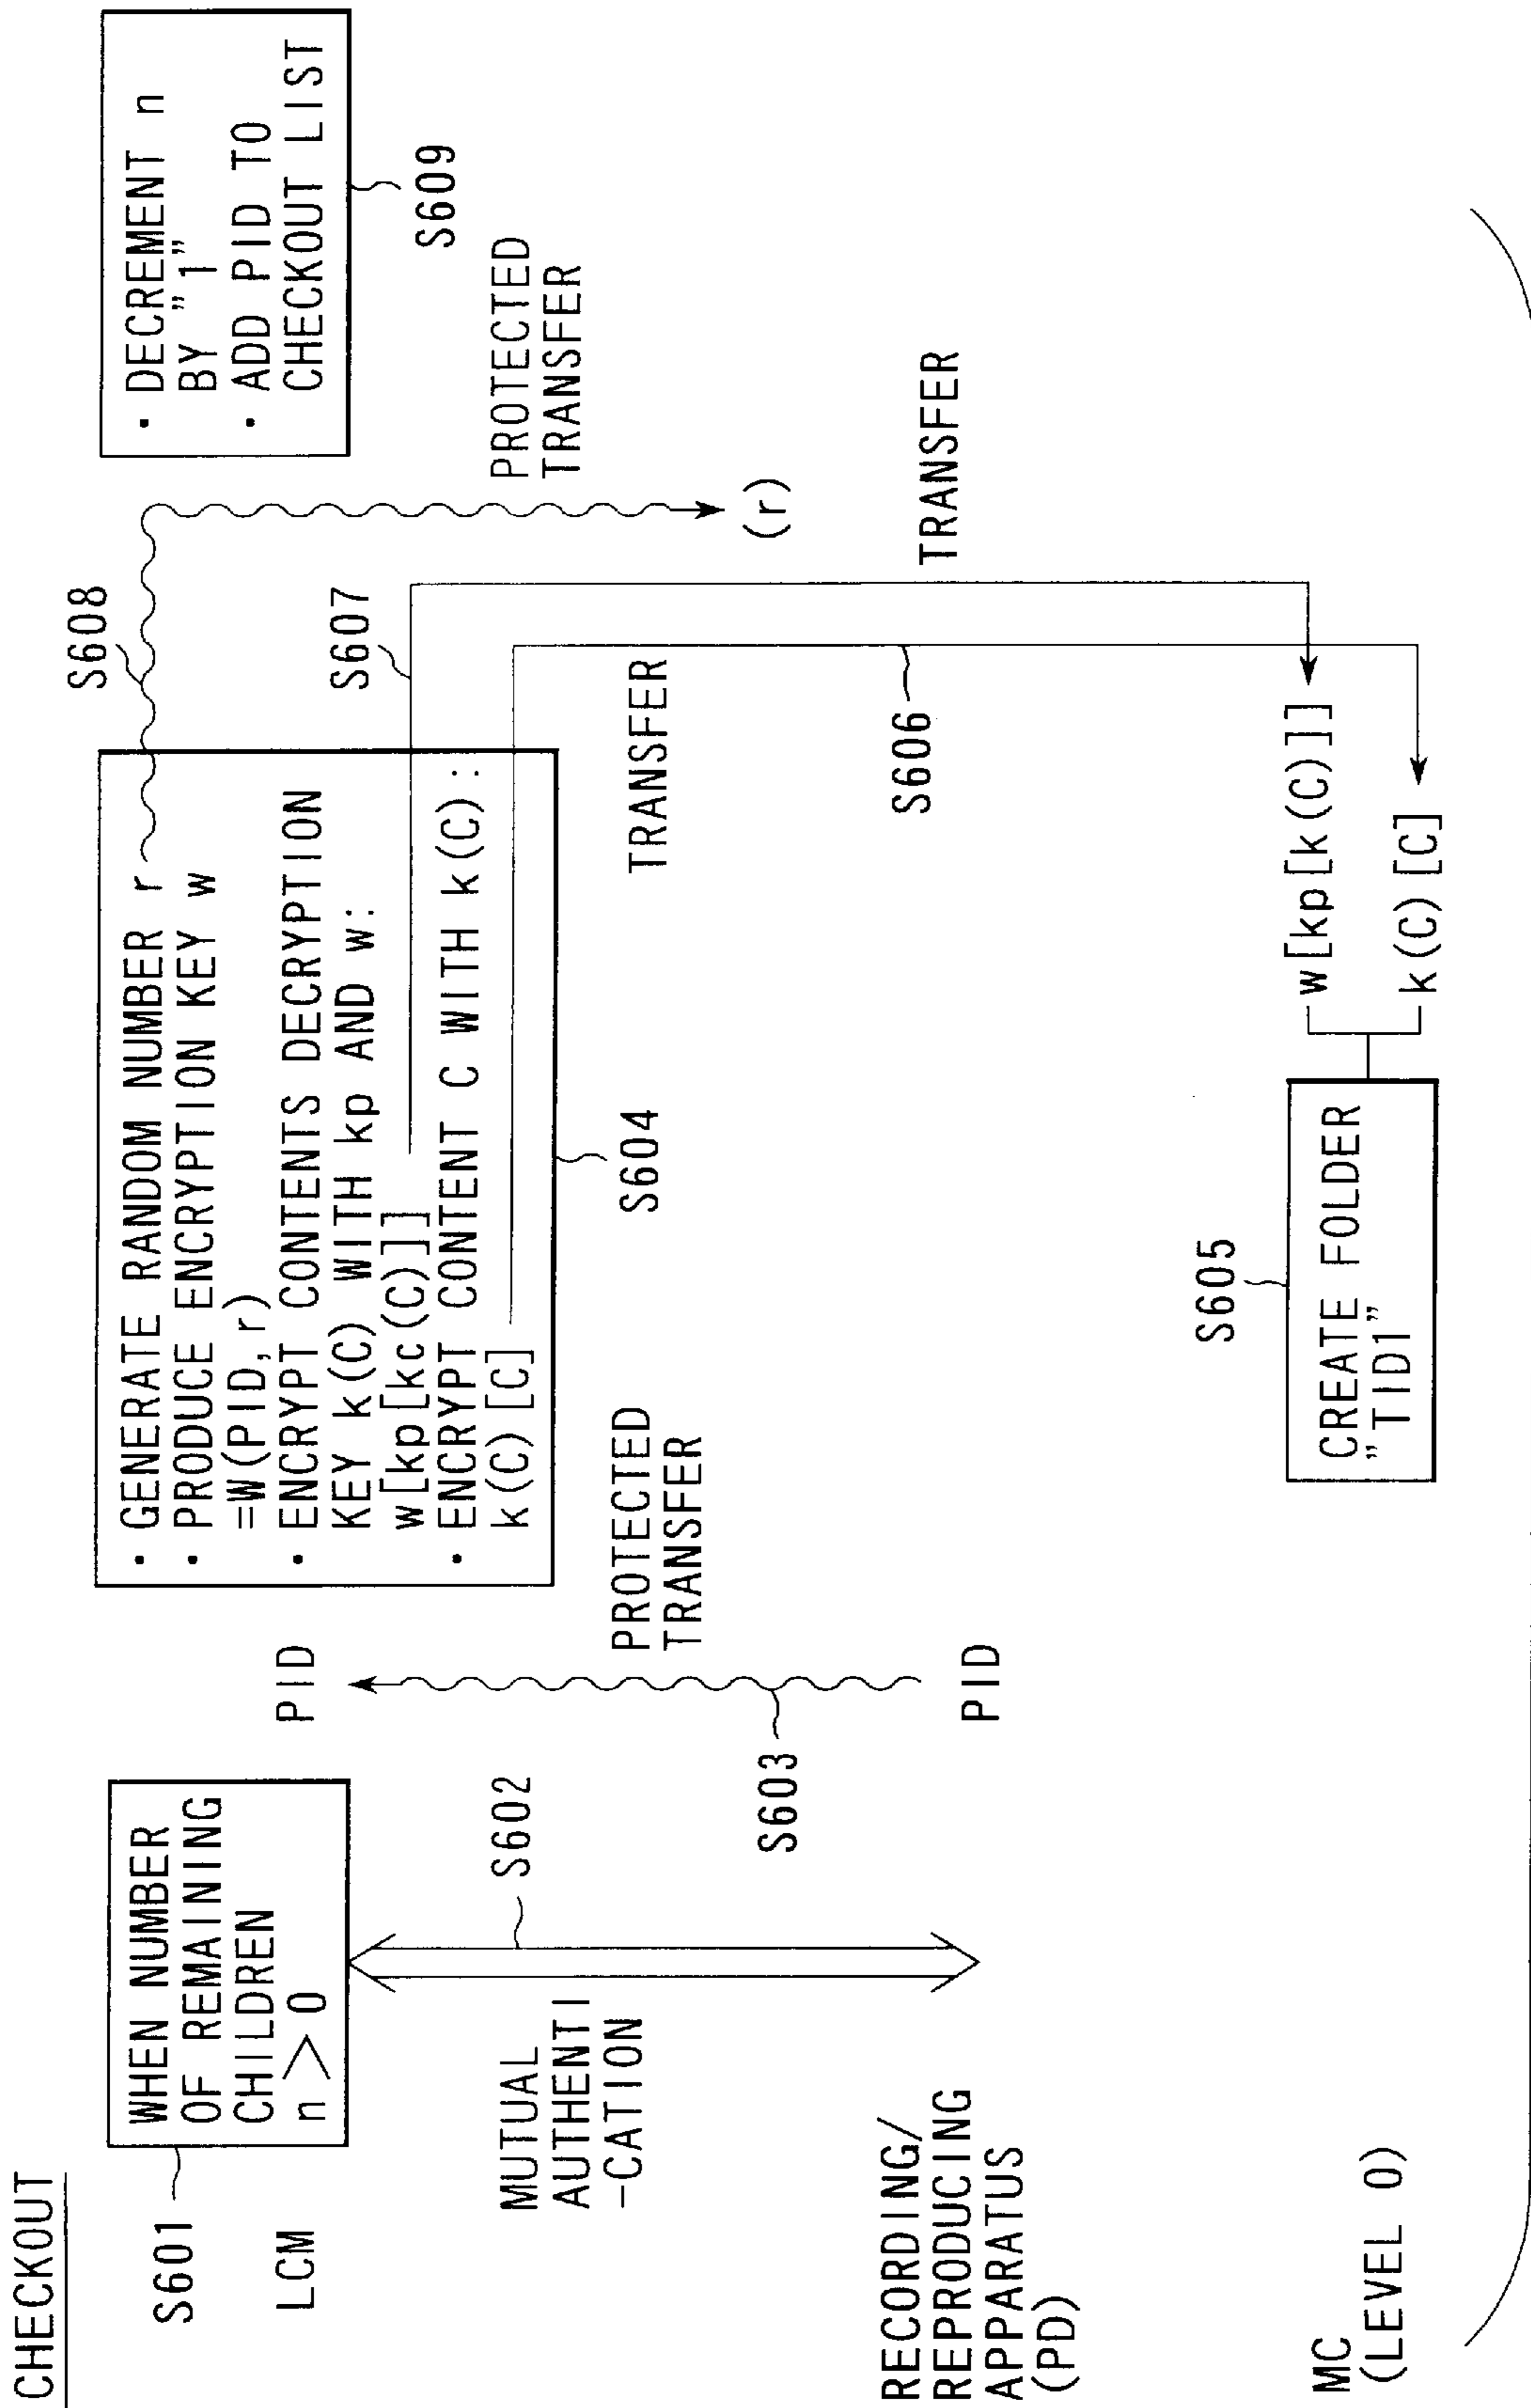 CHECKOUT
S601
WHEN NUMBER
OF REMAINING
CHILDREN
n>0
LCM
MUTUAL
AUTHENTI
-CATION
S602
RECORDING/
REPRODUCING
APPARATUS
(PD)
MC
(LEVEL 0)
PID
S603
PID
PROTECTED
TRANSFER
• GENERATE RANDOM NUMBER r
• PRODUCE ENCRYPTION KEY w
=W(PID,r)
• ENCRYPT CONTENTS DECRYPTION
KEY k(C) WITH kp AND w:
w[kp[kc(C)]]
• ENCRYPT CONTENT C WITH k(C):
k(C)[C]
S604
S605
CREATE FOLDER
"TID1"
w[kp[k(C)]]
k(C)[C]
TRANSFER
S606
S607
TRANSFER
S608
PROTECTED
TRANSFER
(r)
• DECREMENT n
BY "1"
• ADD PID TO
CHECKOUT LIST
S609